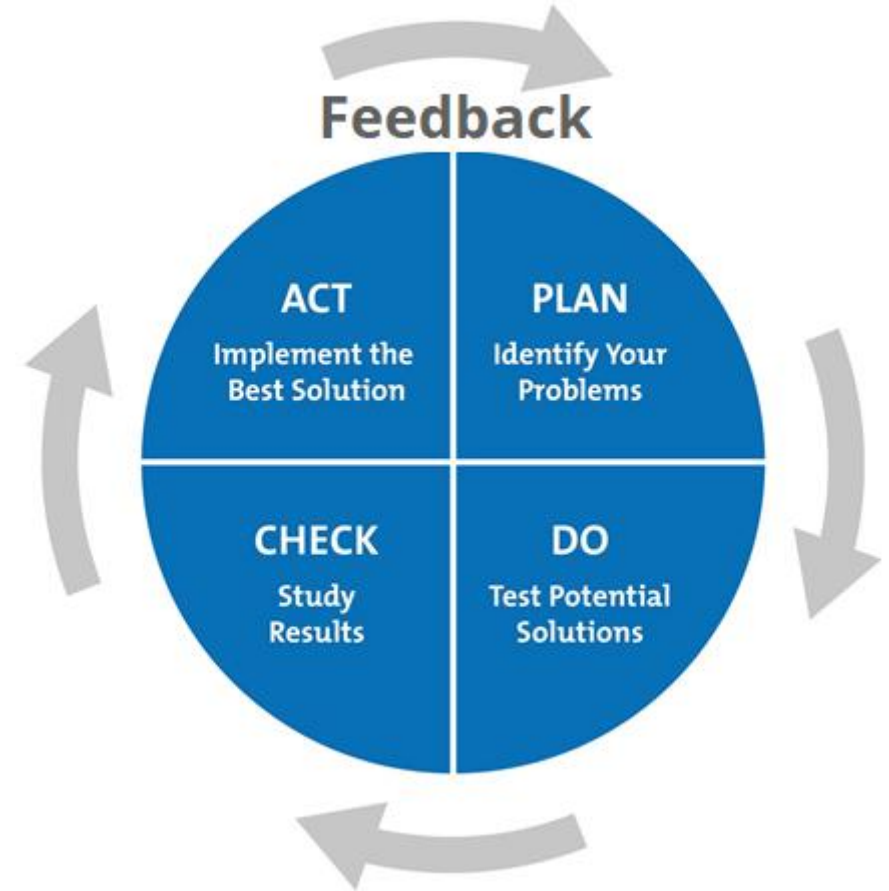 Feedback
ACT
Implement the
Best Solution
PLAN
Identify Your
Problems
CHECK
Study
Results
DO
Test Potential
Solutions